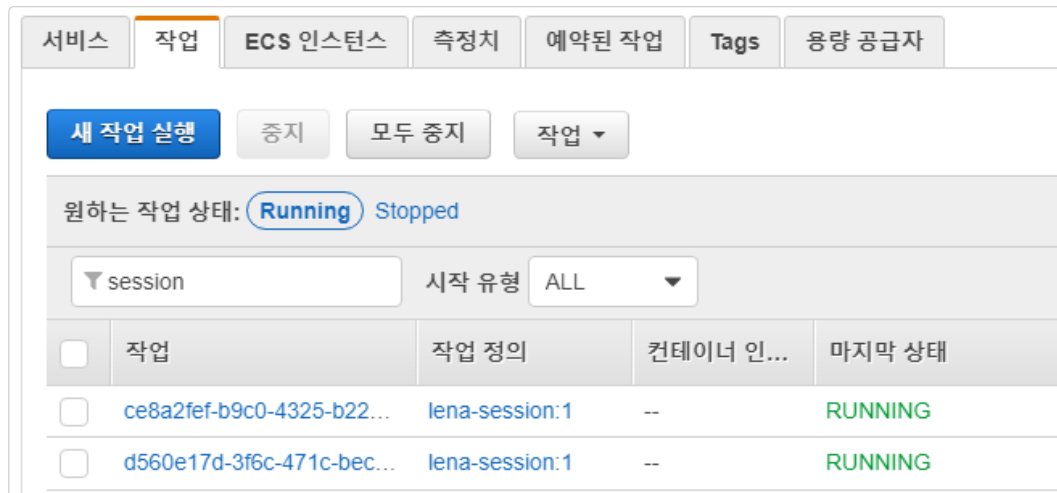 서비스 작업 ECS 인스턴스 측정치 예약된 작업 Tags 용량 공급자
새 작업 실행 중지 모두 중지 작업
원하는 작업 상태: Running Stopped
session 시작 유형 ALL
작업 작업 정의 컨테이너 인... 마지막 상태
ce8a2fef-b9c0-4325-b22... lena-session:1 -- RUNNING
d560e17d-3f6c-471c-bec... lena-session:1 -- RUNNING